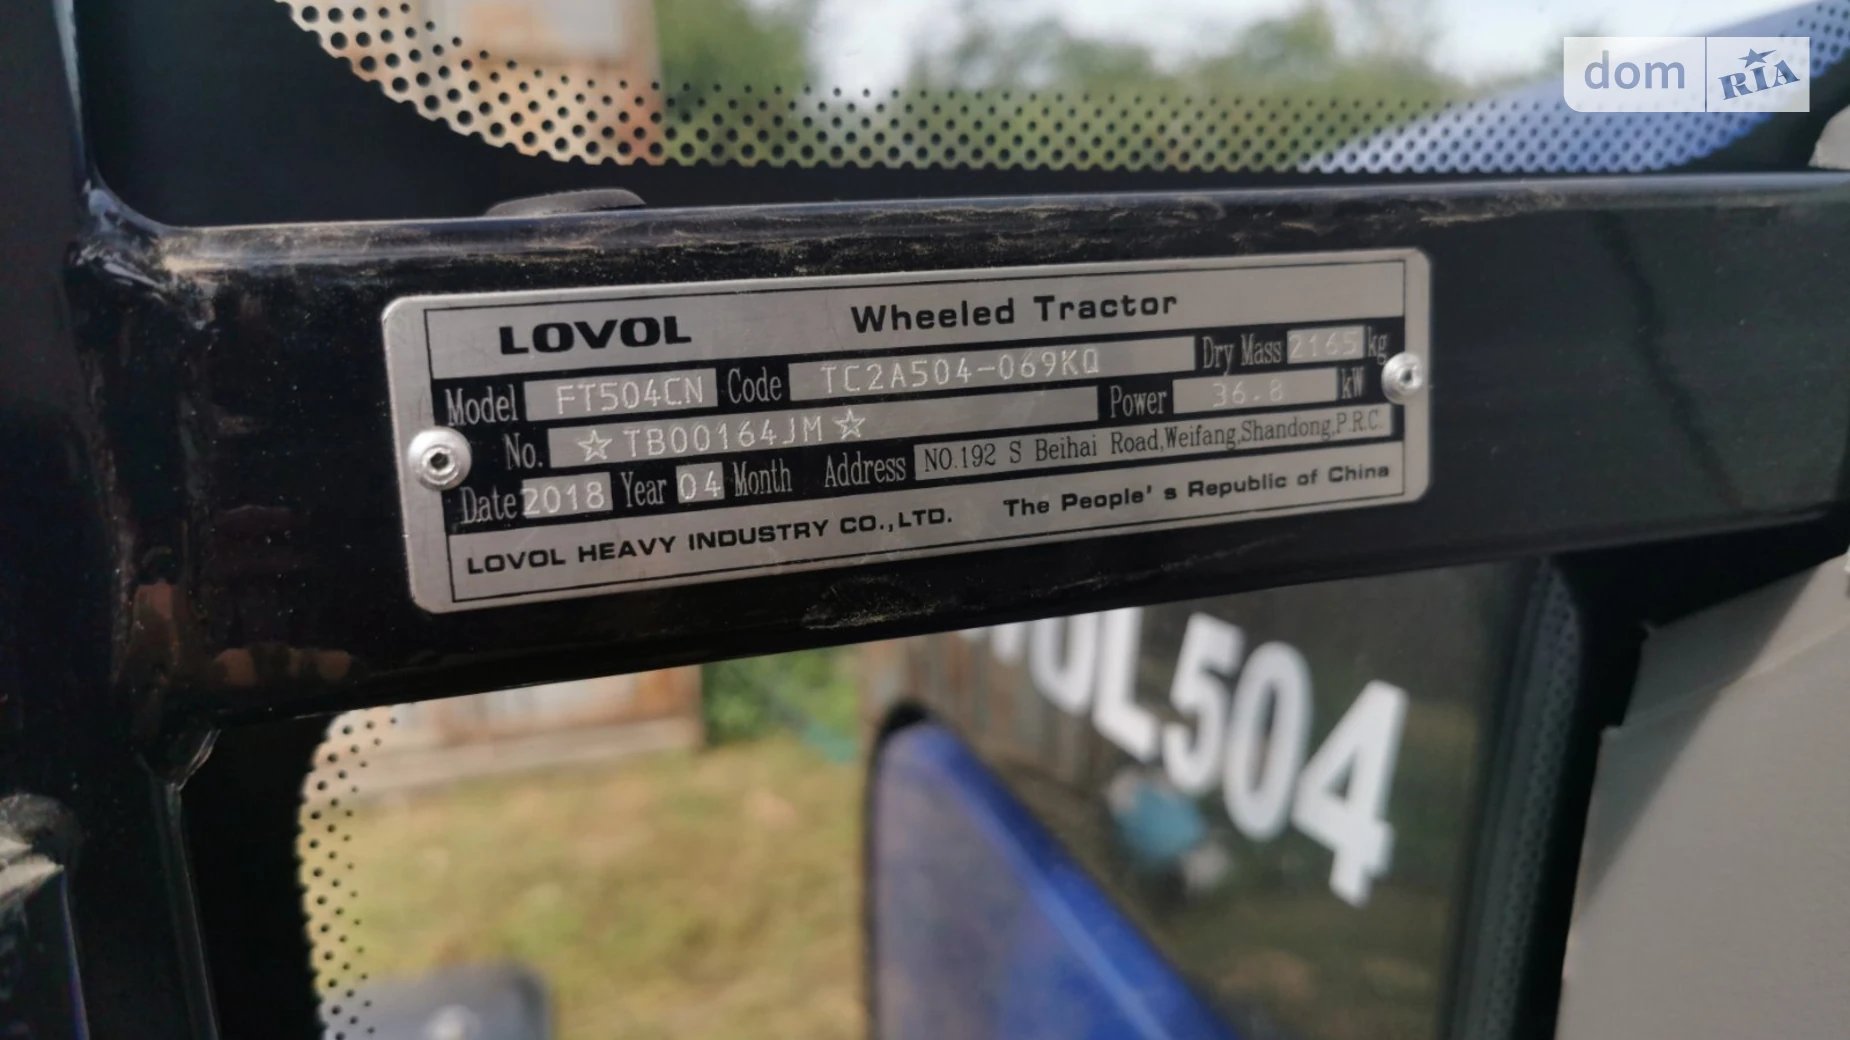 dom RIA
LOVOL Wheeled Tractor
Model FT504CN Code TC2A504-069KQ Dry Mass 2165 kg
No. ☆TB00164JM☆ Power 36.8 kW
Date 2018 Year 04 Month Address NO.192 S Beihai Road,Weifang,Shandong,P.R.C.
LOVOL HEAVY INDUSTRY CO.,LTD. The People's Republic of China
504